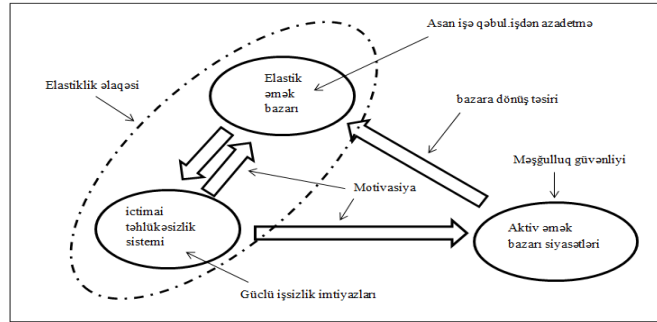 Asan işə qəbul.işdən azadetmə
Elastiklik əlaqəsi
Elastik
əmək
bazarı
bazara dönüş təsiri
Məşğulluq güvənliyi
Motivasiya
ictimai
təhlükəsizlik
sistemi
Aktiv əmək
bazarı siyasətləri
Güclü işsizlik imtiyazları